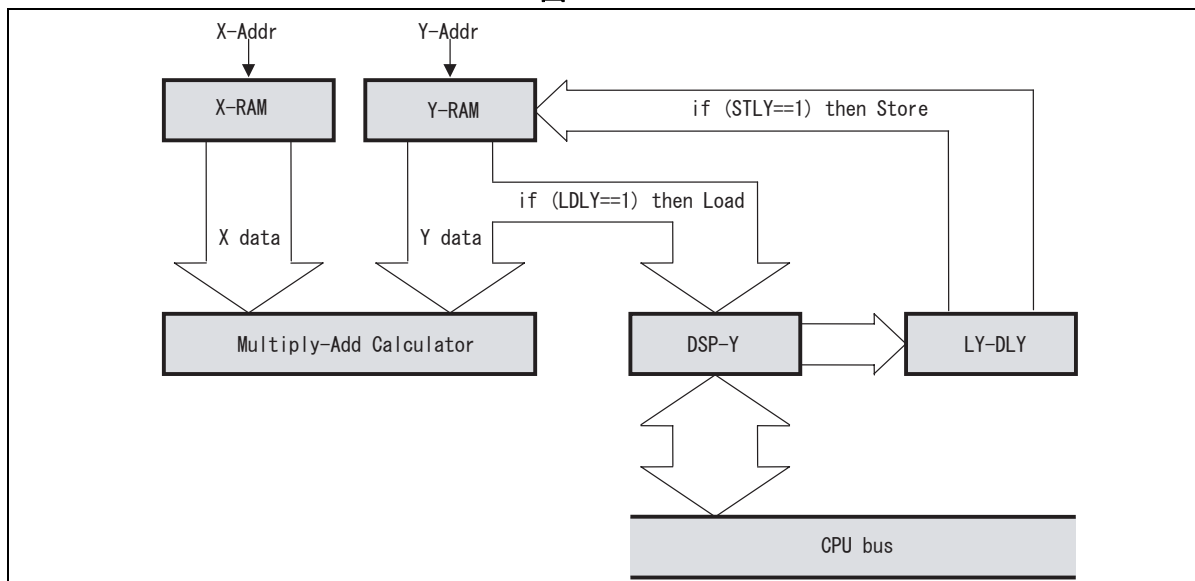 X-Addr
Y-Addr
X-RAM
Y-RAM
if (STLY==1) then Store
if (LDLY==1) then Load
X data
Y data
Multiply-Add Calculator
DSP-Y
LY-DLY
CPU bus